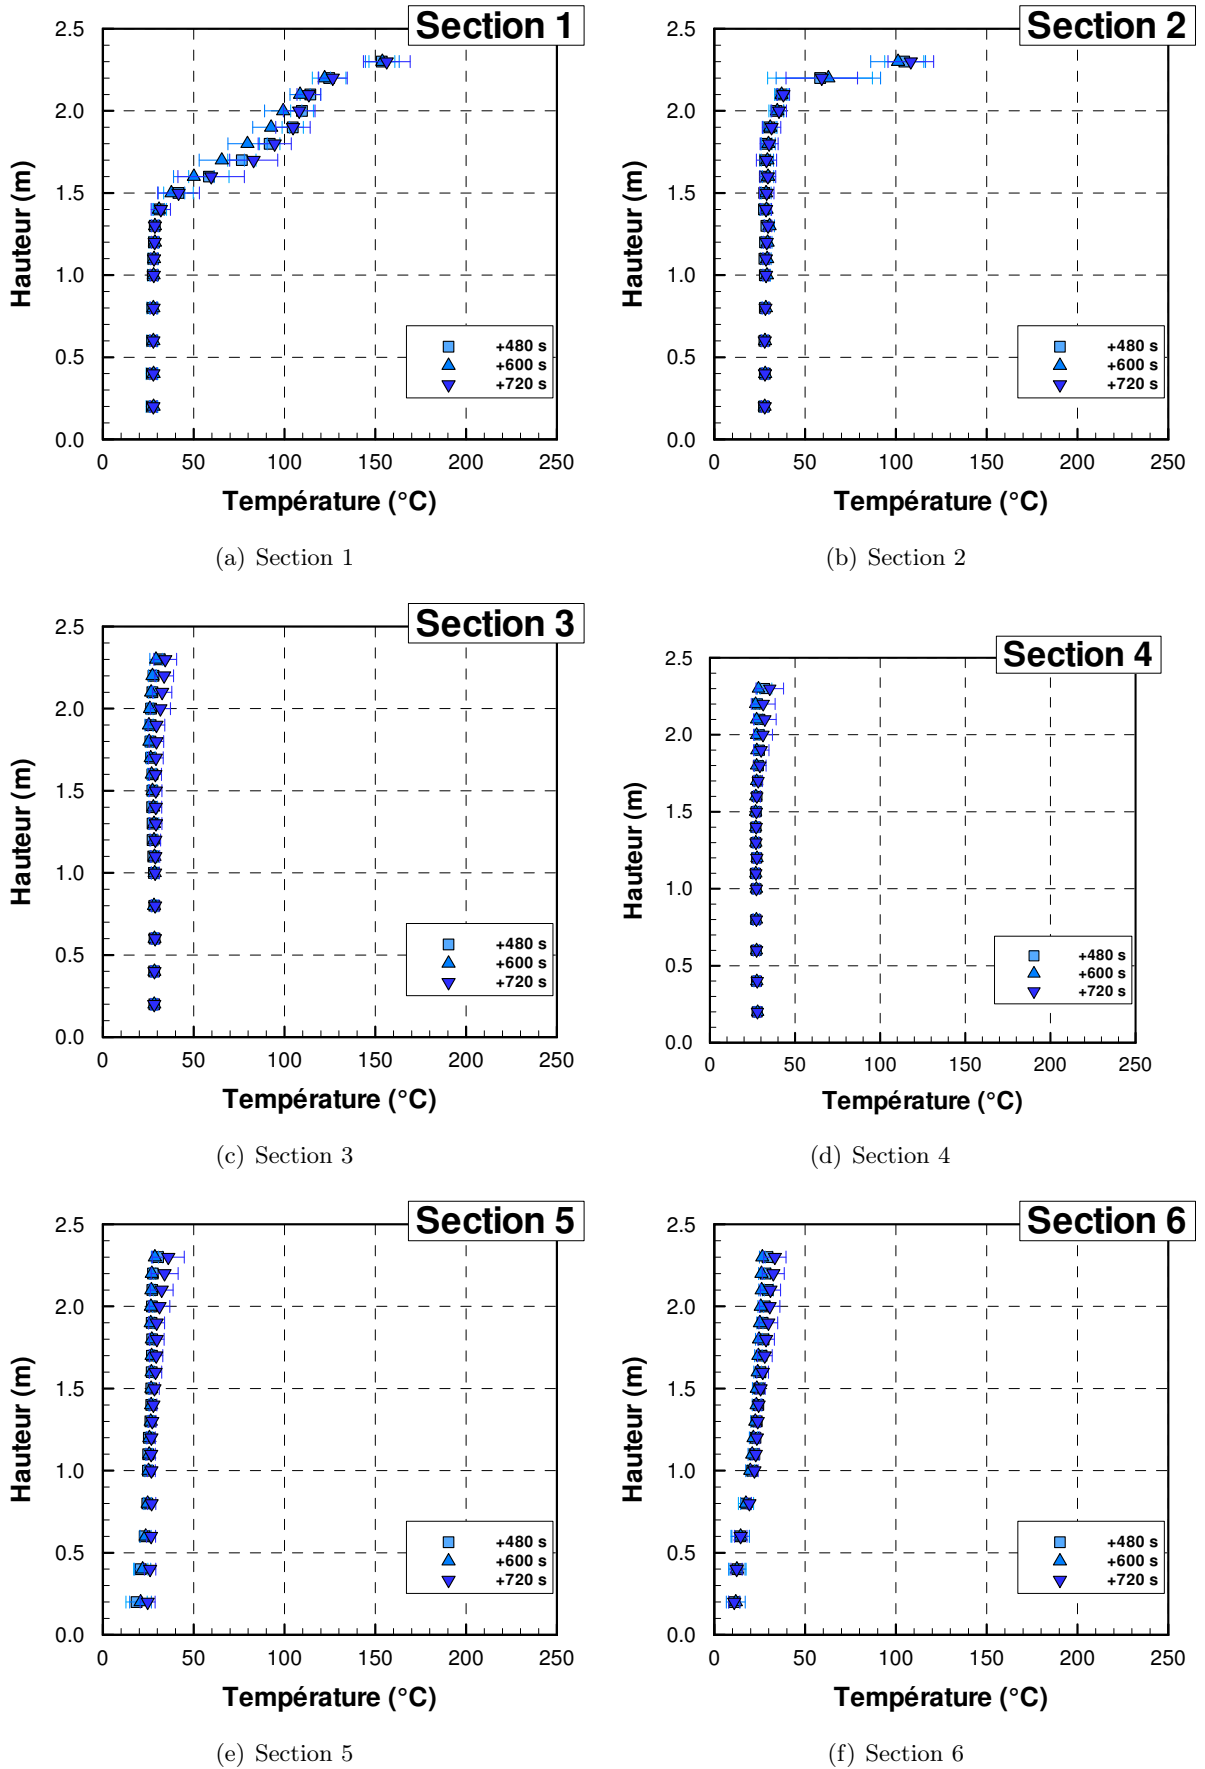 Section 1
Hauteur (m)
2.5
2.0
1.5
1.0
0.5
0.0
+480 s
+600 s
+720 s
0 50 100 150 200 250
Température (°C)
(a) Section 1
Section 2
Hauteur (m)
2.5
2.0
1.5
1.0
0.5
0.0
+480 s
+600 s
+720 s
0 50 100 150 200 250
Température (°C)
(b) Section 2
Section 3
Hauteur (m)
2.5
2.0
1.5
1.0
0.5
0.0
+480 s
+600 s
+720 s
0 50 100 150 200 250
Température (°C)
(c) Section 3
Section 4
Hauteur (m)
2.5
2.0
1.5
1.0
0.5
0.0
+480 s
+600 s
+720 s
0 50 100 150 200 250
Température (°C)
(d) Section 4
Section 5
Hauteur (m)
2.5
2.0
1.5
1.0
0.5
0.0
+480 s
+600 s
+720 s
0 50 100 150 200 250
Température (°C)
(e) Section 5
Section 6
Hauteur (m)
2.5
2.0
1.5
1.0
0.5
0.0
+480 s
+600 s
+720 s
0 50 100 150 200 250
Température (°C)
(f) Section 6